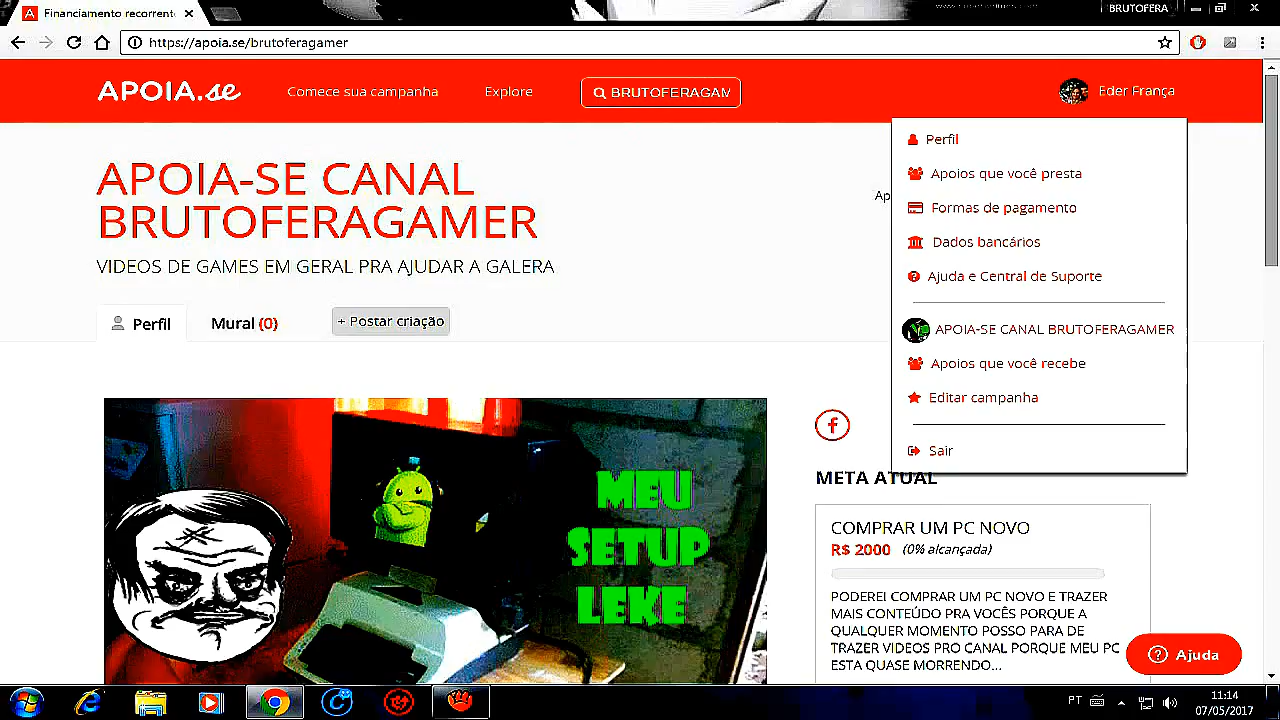 Financiamento recorrent
BRUTOFERA
https://apoia.se/brutoferagamer
APOIA.se
Comece sua campanha
Explore
BRUTOFERAGAM
Eder França
Perfil
Apoios que você presta
Formas de pagamento
Dados bancários
Ajuda e Central de Suporte
APOIA-SE CANAL BRUTOFERAGAMER
Apoios que você recebe
Editar campanha
Sair
APOIA-SE CANAL
BRUTOFERAGAMER
VIDEOS DE GAMES EM GERAL PRA AJUDAR A GALERA
Ap
Perfil
Mural (0)
+ Postar criação
MEU
SETUP
LEKE
META ATUAL
COMPRAR UM PC NOVO
R$ 2000 (0% alcançada)
PODEREI COMPRAR UM PC NOVO E TRAZER
MAIS CONTEÚDO PRA VOCÊS PORQUE A
QUALQUER MOMENTO POSSO PARA DE
TRAZER VIDEOS PRO CANAL PORQUE MEU PC
ESTA QUASE MORRENDO...
Ajuda
PT
11:14
07/05/2017